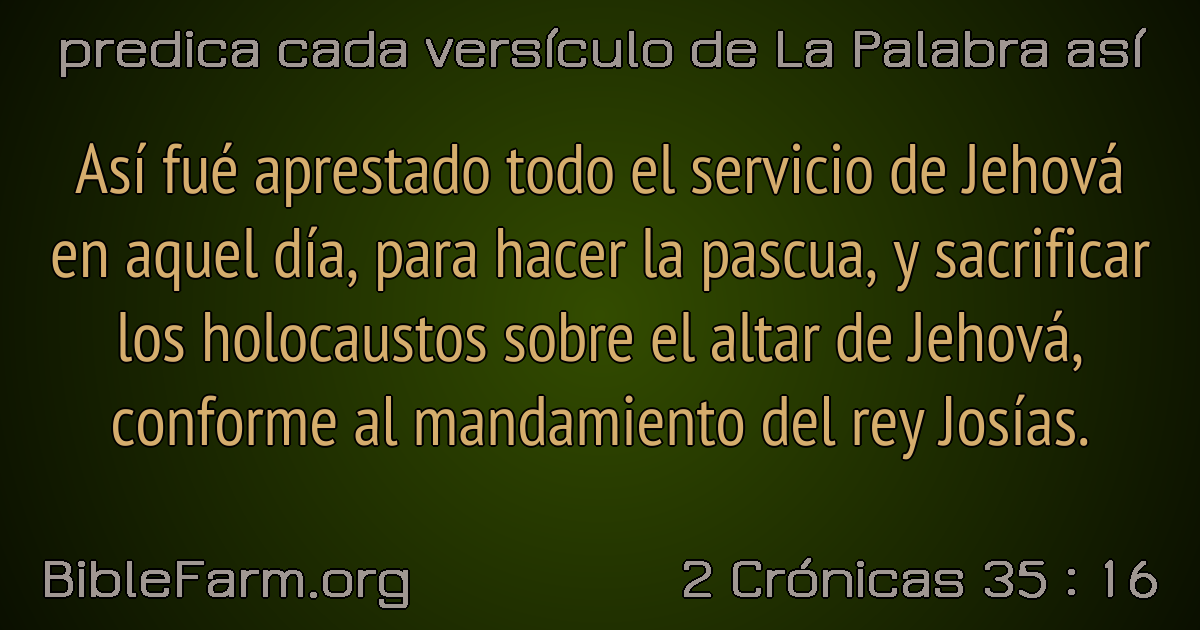 predica cada versículo de La Palabra así
Así fué aprestado todo el servicio de Jehová
en aquel día, para hacer la pascua, y sacrificar
los holocaustos sobre el altar de Jehová,
conforme al mandamiento del rey Josías.
BibleFarm.org
2 Crónicas 35 : 16